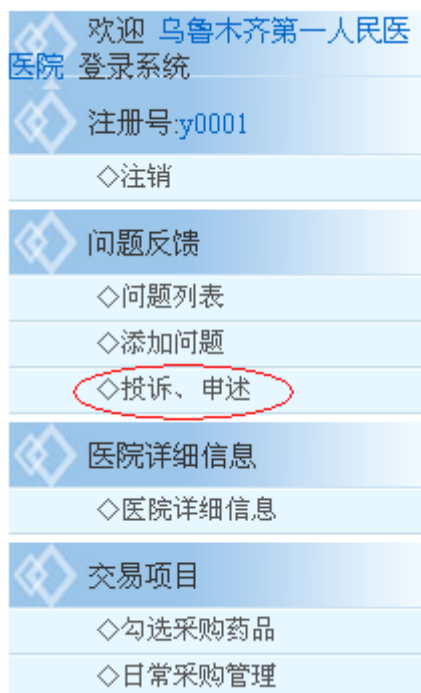 欢迎 乌鲁木齐第一人民医
医院 登录系统
注册号:y0001
◇注销
问题反馈
◇问题列表
◇添加问题
◇投诉、申述
医院详细信息
◇医院详细信息
交易项目
◇勾选采购药品
◇日常采购管理